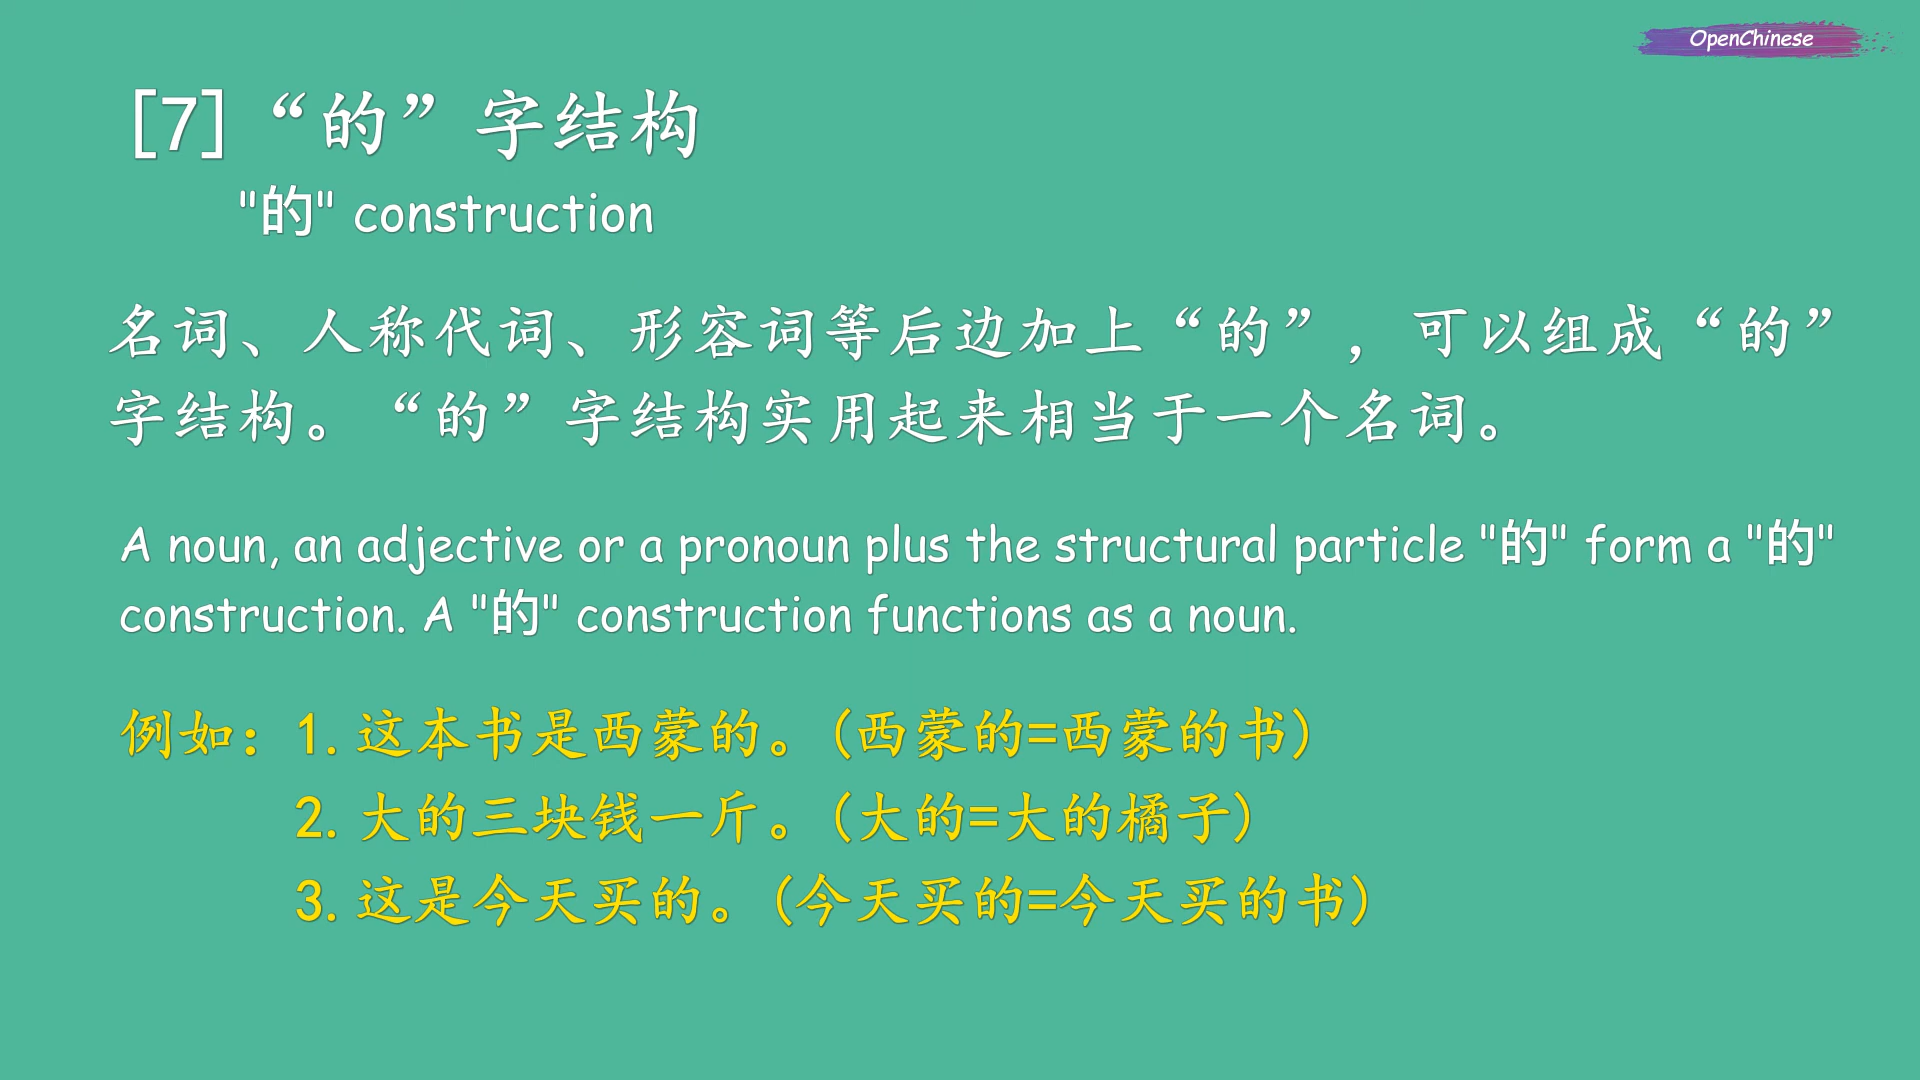 OpenChinese
[7] “的”字结构
"的" construction
名词、人称代词、形容词等后边加上“的”，可以组成“的”
字结构。“的”字结构实用起来相当于一个名词。
A noun, an adjective or a pronoun plus the structural particle "的" form a "的"
construction. A "的" construction functions as a noun.
例如：1. 这本书是西蒙的。(西蒙的=西蒙的书)
2. 大的三块钱一斤。(大的=大的橘子)
3. 这是今天买的。(今天买的=今天买的书)